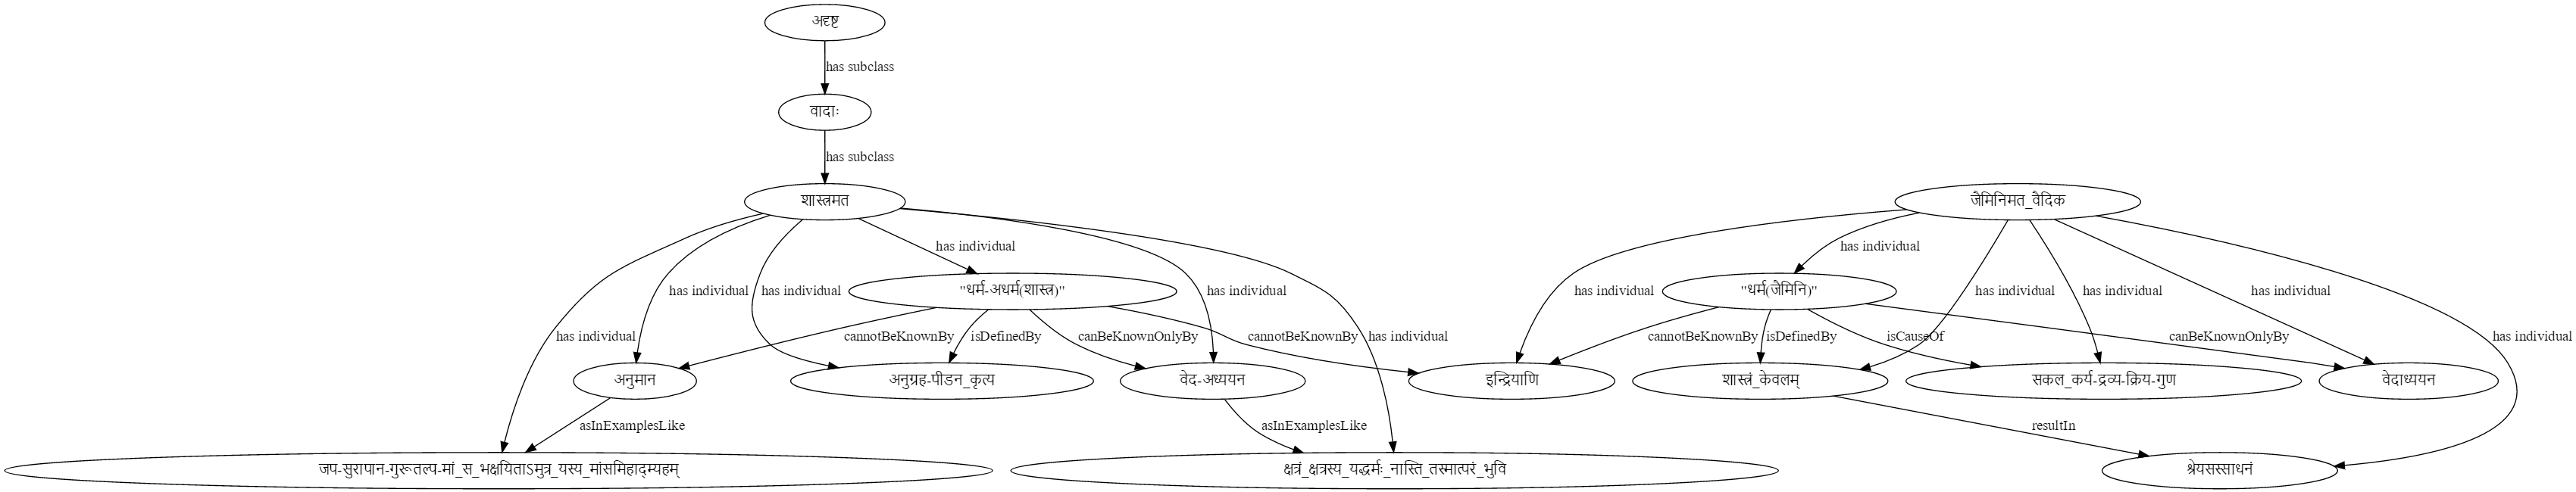 अदृष्ट
has subclass
वादाः
has subclass
शास्त्रमत
जैमिनिमत_वैदिक
has individual
has individual
"धर्म-अधर्म(शास्त्र)"
"धर्म(जैमिनि)"
has individual
has individual
has individual
has individual
has individual
has individual
has individual
has individual
has individual
has individual
cannotBeKnownBy
isDefinedBy
canBeKnownOnlyBy
cannotBeKnownBy
cannotBeKnownBy
isDefinedBy
isCauseOf
canBeKnownOnlyBy
has individual
अनुमान
अनुग्रह-पीडन_कृत्य
वेद-अध्ययन
इन्द्रियाणि
शास्त्रं_केवलम्
सकल_कर्य-द्रव्य-क्रिय-गुण
वेदाध्ययन
asInExamplesLike
asInExamplesLike
resultIn
जप-सुरापान-गुरूतल्प-मां_स_भक्षयिताऽमुत्र_यस्य_मांसमिहाद्म्यहम्
क्षत्रं_क्षत्रस्य_यद्धर्मः_नास्ति_तस्मात्परं_भुवि
श्रेयसस्साधनं